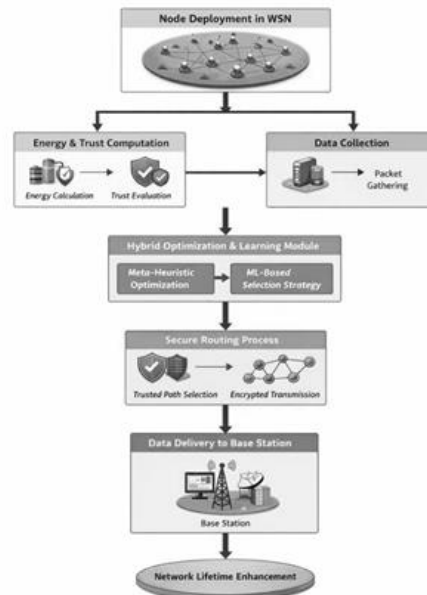 Node Deployment in WSN
Energy & Trust Computation
Energy Calculation
Trust Evaluation
Data Collection
Packet
Gathering
Hybrid Optimization & Learning Module
Meta-Heuristic
Optimization
ML-Based
Selection Strategy
Secure Routing Process
Trusted Path Selection
Encrypted Transmission
Data Delivery to Base Station
Base Station
Network Lifetime Enhancement